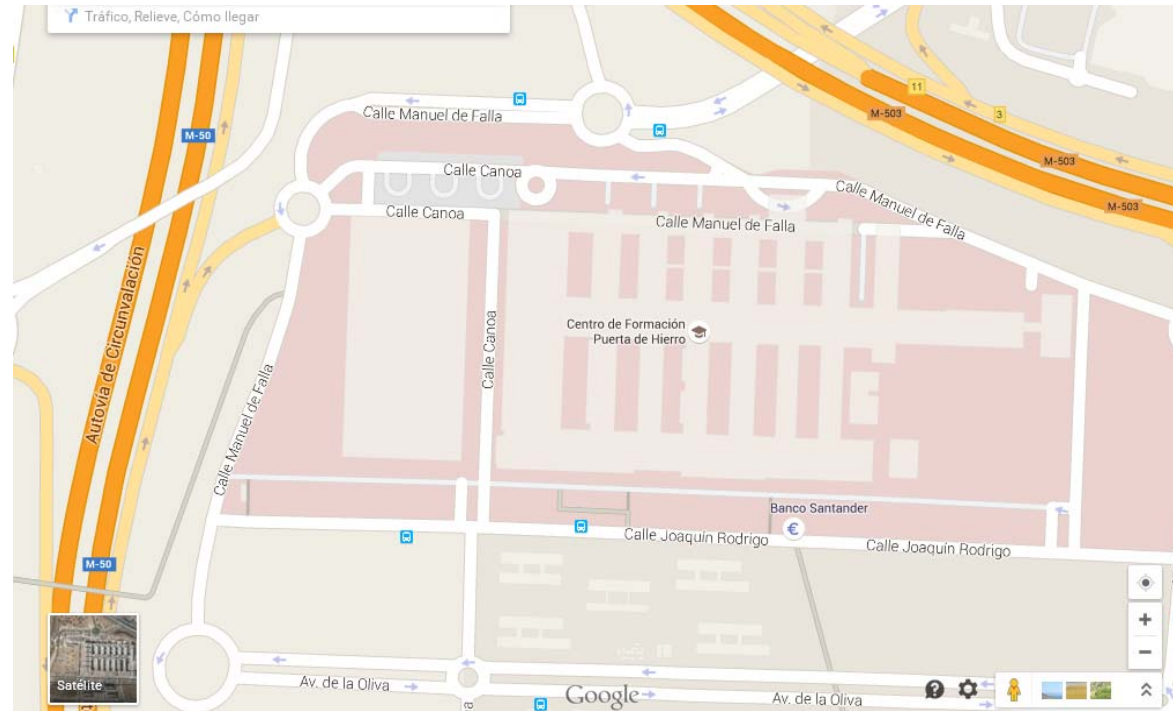 Tráfico, Relieve, Cómo llegar
11
3
M-503
M-50
Calle Manuel de Falla
M-503
Calle Canoa
Calle Manuel de Falla
M-503
Calle Canoa
Calle Manuel de Falla
Autovía de Circunvalación
Centro de Formación
Puerta de Hierro
Calle Canoa
Calle Manuel de Falla
Banco Santander
€
Calle Joaquín Rodrigo
Calle Joaquín Rodrigo
M-50
Satélite
Av. de la Oliva
Google
Av. de la Oliva